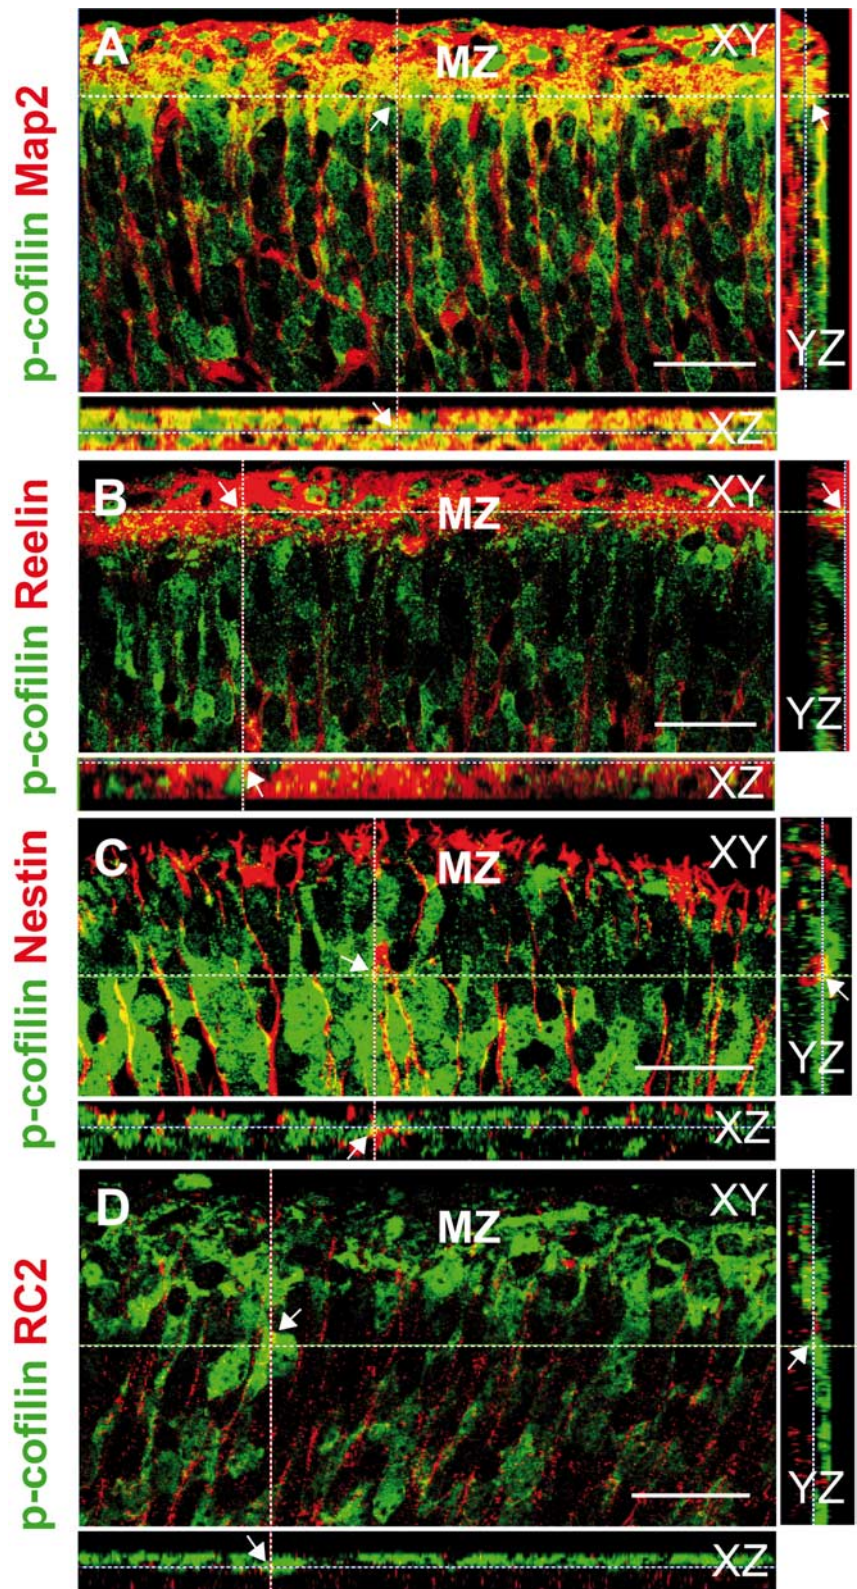 p-cofilin Map2
A
MZ
XY
YZ
XZ
p-cofilin Reelin
B
MZ
XY
YZ
XZ
p-cofilin Nestin
C
MZ
XY
YZ
XZ
p-cofilin RC2
D
MZ
XY
YZ
XZ